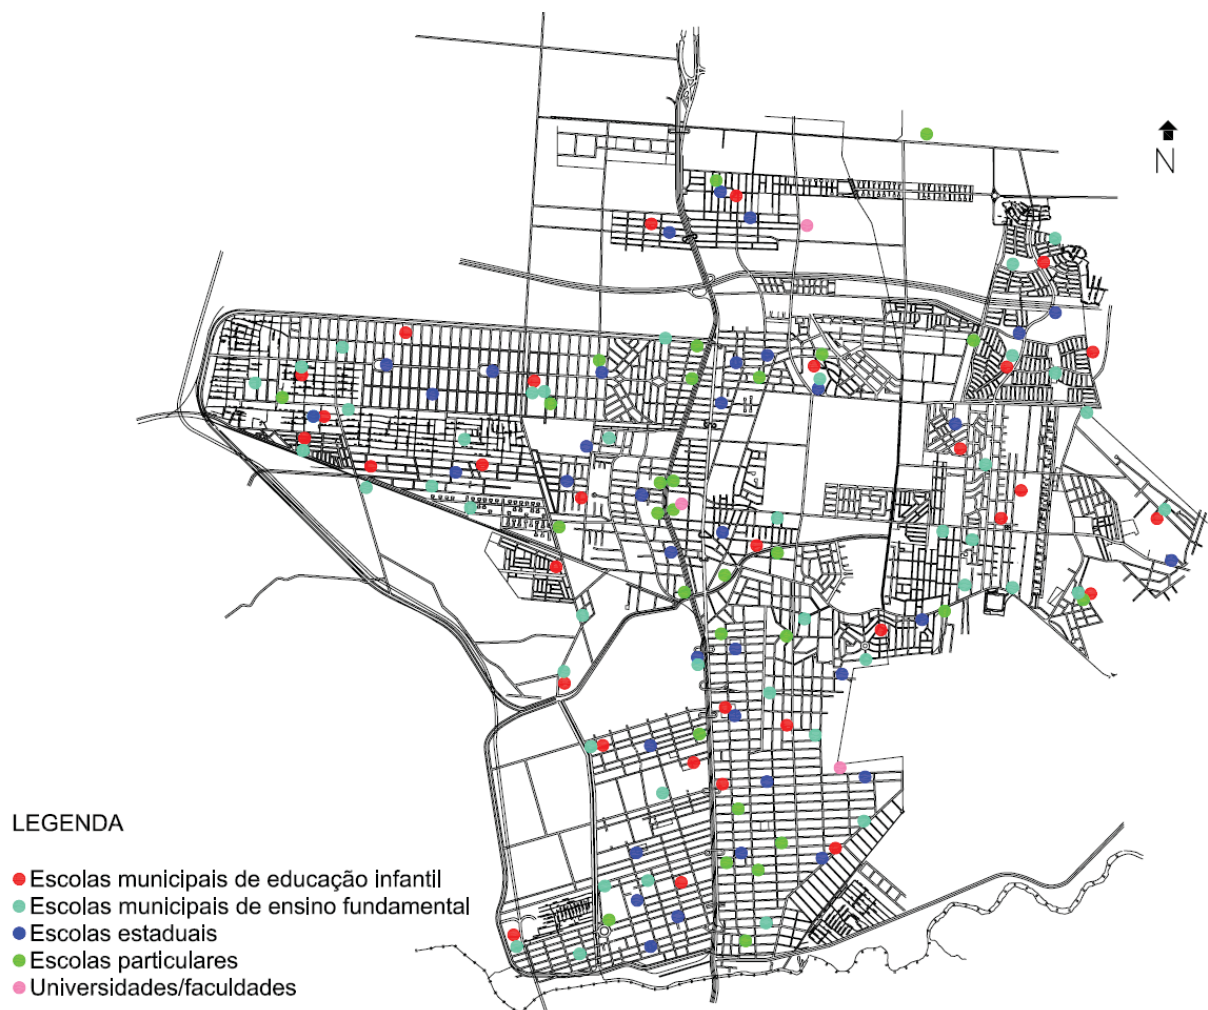 N
LEGENDA
Escolas municipais de educação infantil
Escolas municipais de ensino fundamental
Escolas estaduais
Escolas particulares
Universidades/faculdades